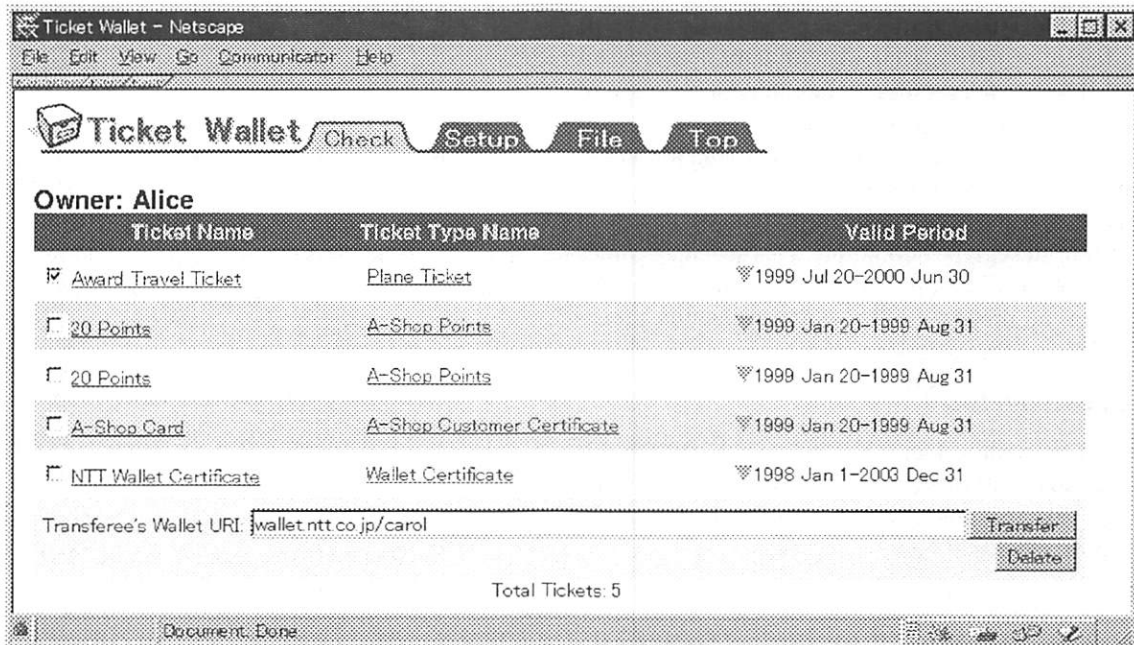 Ticket Wallet - Netscape
File Edit View Go Communicator Help
Ticket Wallet Check Setup File Top
Owner: Alice
Ticket Name Ticket Type Name Valid Period
Award Travel Ticket Plane Ticket 1999 Jul 20-2000 Jun 30
20 Points A-Shop Points 1999 Jan 20-1999 Aug 31
20 Points A-Shop Points 1999 Jan 20-1999 Aug 31
A-Shop Card A-Shop Customer Certificate 1999 Jan 20-1999 Aug 31
NTT Wallet Certificate Wallet Certificate 1998 Jan 1-2003 Dec 31
Transferee's Wallet URI: wallet.ntt.co.jp/carol Transfer
Delete
Total Tickets: 5
Document: Done